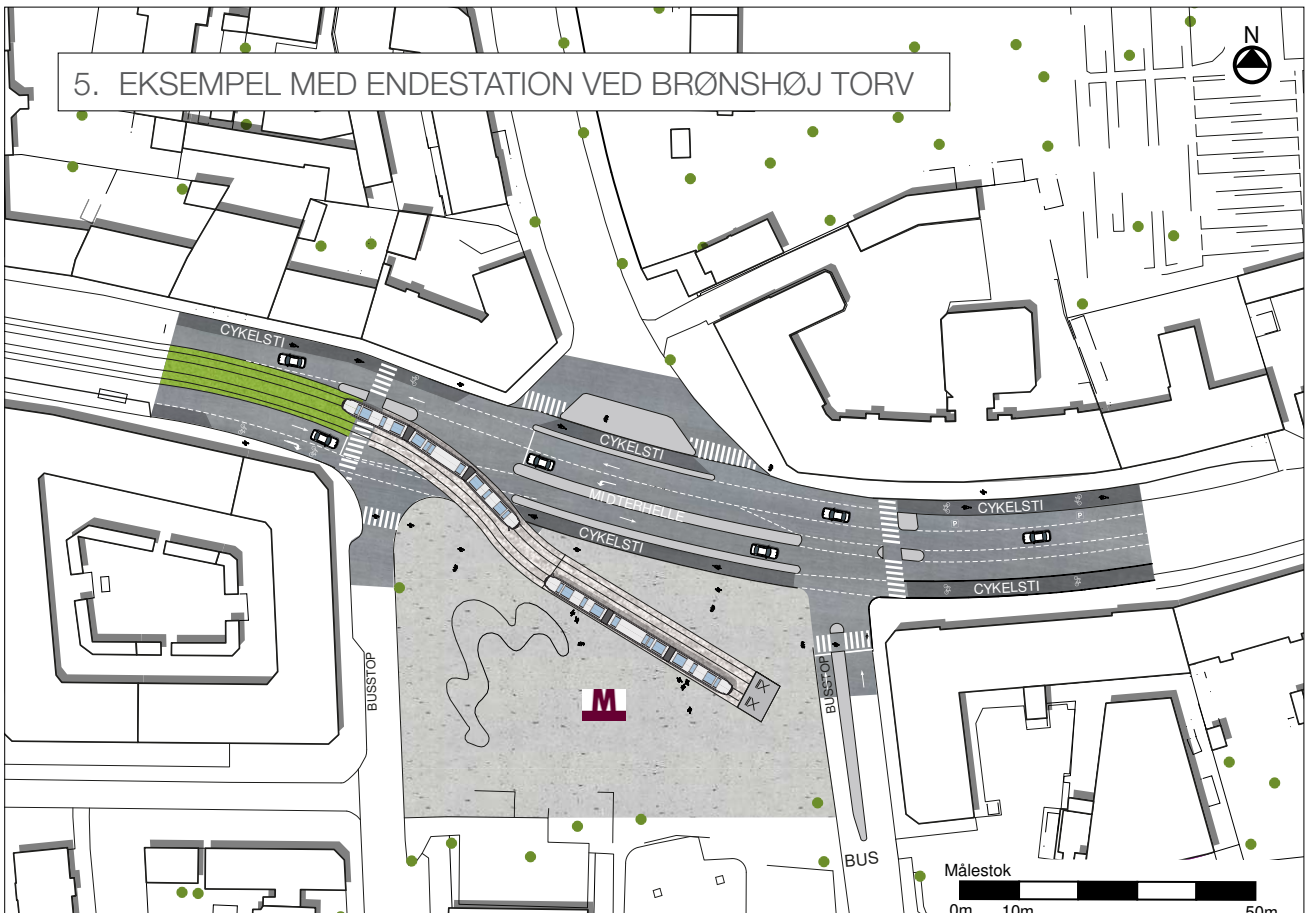 N
5. EKSEMPEL MED ENDESTATION VED BRØNSHØJ TORV
CYKELSTI
CYKELSTI
MIDTERHELLE
CYKELSTI
CYKELSTI
P
P
CYKELSTI
BUSSTOP
BUSSTOP
M
BUS
Målestok
0m 10m 50m